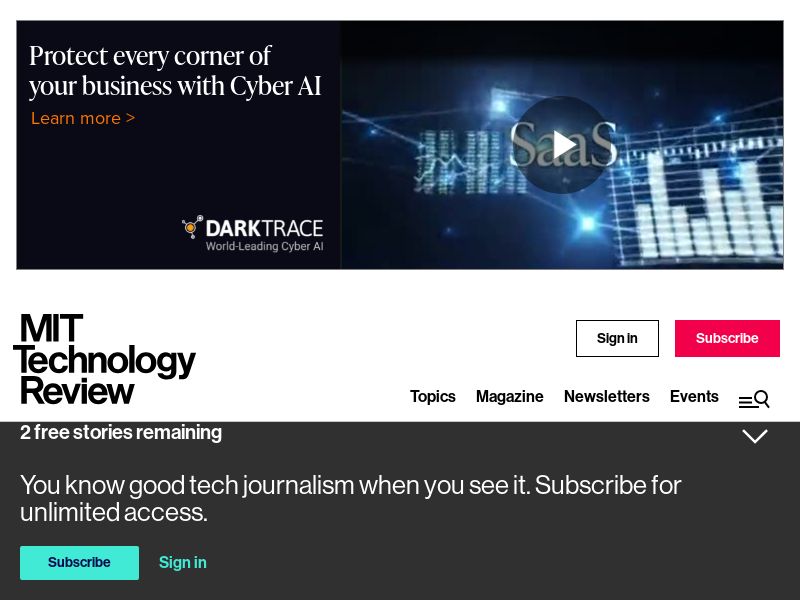 Protect every corner of
your business with Cyber AI
Learn more >
SaaS
DARKTRACE
World-Leading Cyber AI
MIT
Technology
Review
Sign in
Subscribe
Topics
Magazine
Newsletters
Events
2 free stories remaining
You know good tech journalism when you see it. Subscribe for
unlimited access.
Subscribe
Sign in